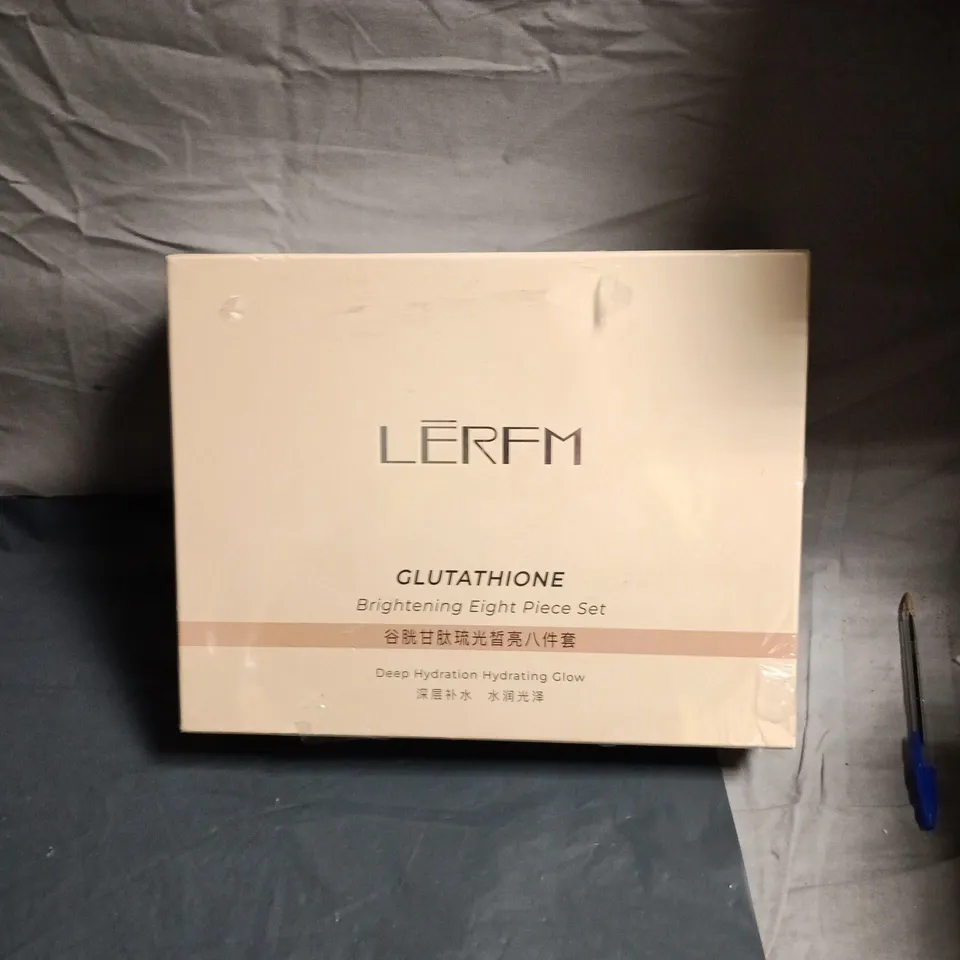 LĒRFM
GLUTATHIONE
Brightening Eight Piece Set
谷胱甘肽琉光皙亮八件套
Deep Hydration Hydrating Glow
深层补水 水润光泽